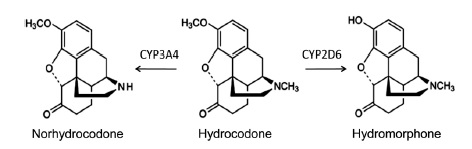 H₃CO
H₃CO
HO
CYP3A4
CYP2D6
O
O
O
NH
NCH₃
NCH₃
O
O
O
Norhydrocodone
Hydrocodone
Hydromorphone